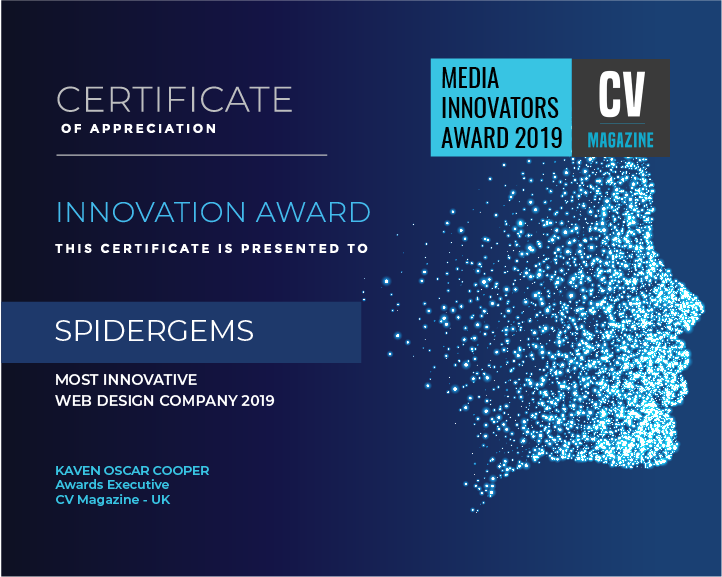 CERTIFICATE
OF APPRECIATION
MEDIA
INNOVATORS
AWARD 2019
CV
MAGAZINE
INNOVATION AWARD
THIS CERTIFICATE IS PRESENTED TO
SPIDERGEMS
MOST INNOVATIVE
WEB DESIGN COMPANY 2019
KAVEN OSCAR COOPER
Awards Executive
CV Magazine - UK